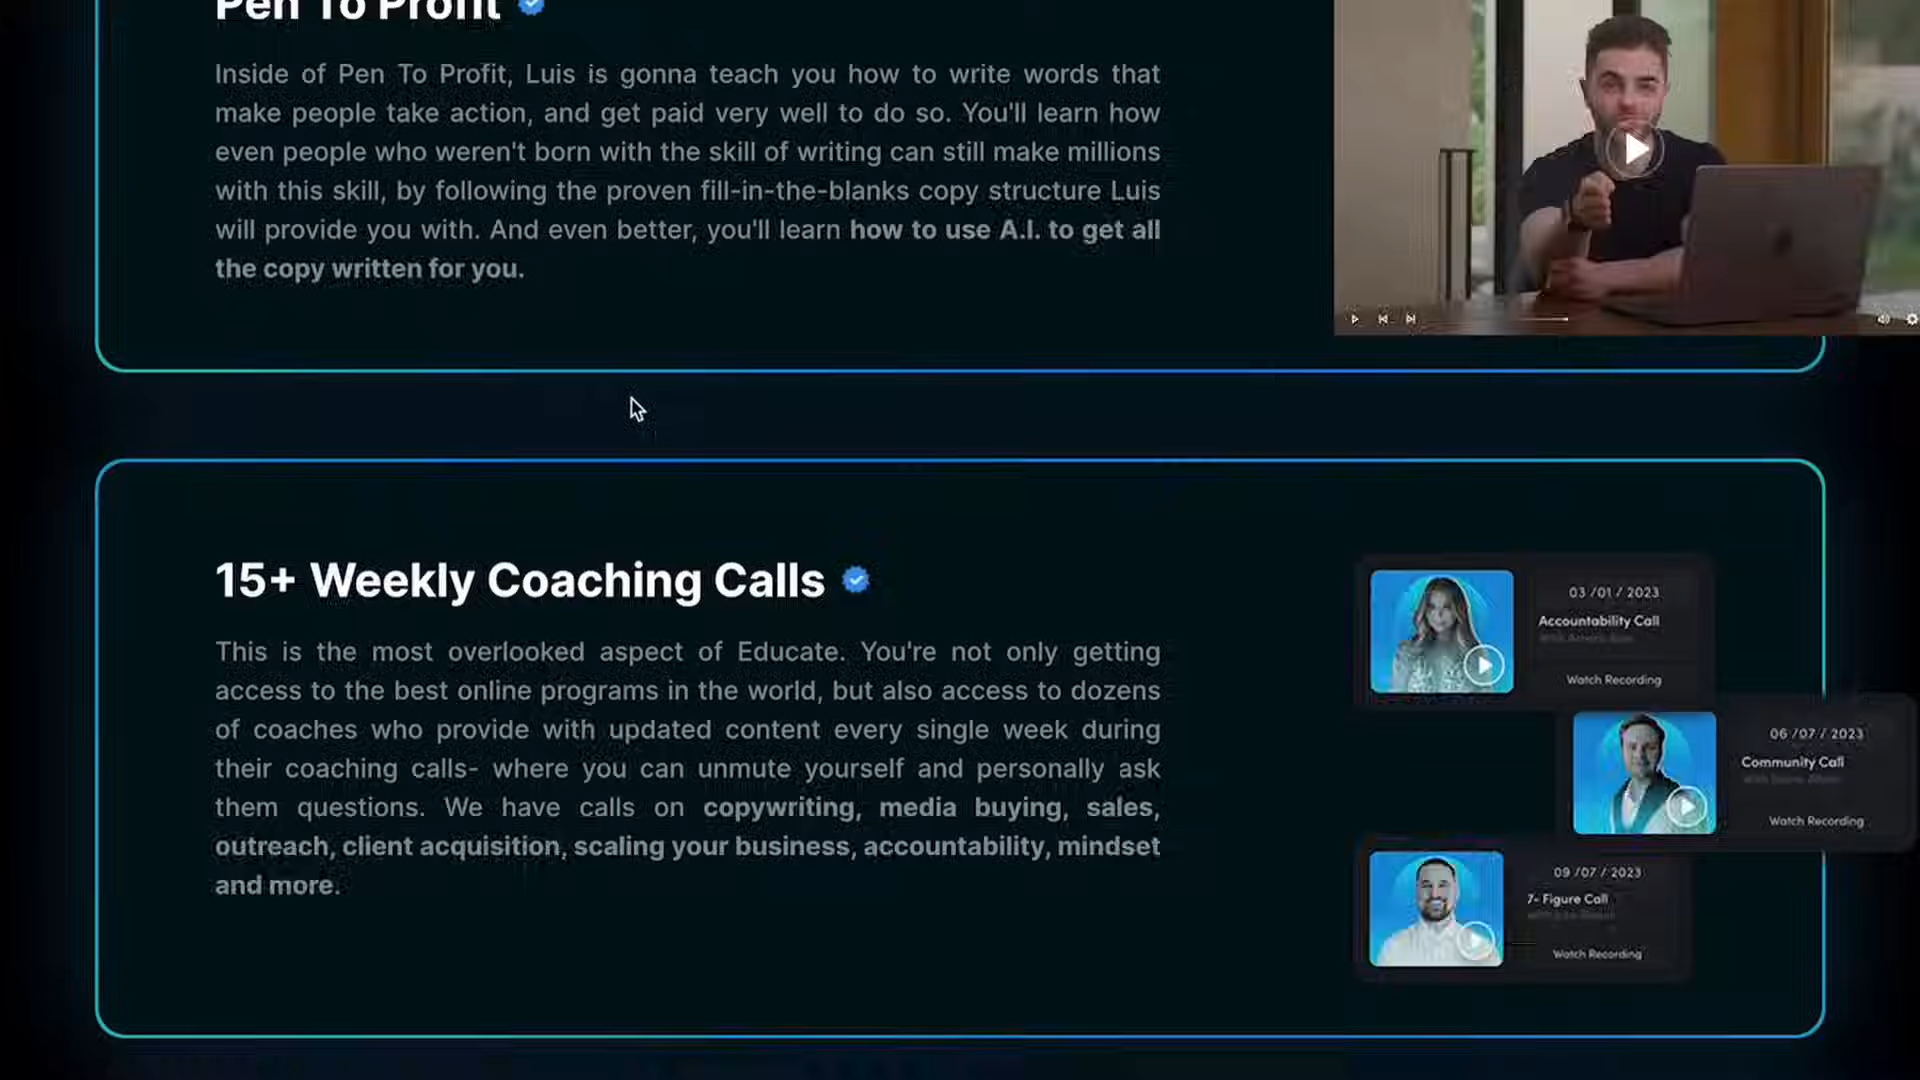 Pen To Profit
Inside of Pen To Profit, Luis is gonna teach you how to write words that
make people take action, and get paid very well to do so. You'll learn how
even people who weren't born with the skill of writing can still make millions
with this skill, by following the proven fill-in-the-blanks copy structure Luis
will provide you with. And even better, you'll learn how to use A.I. to get all
the copy written for you.
15+ Weekly Coaching Calls
This is the most overlooked aspect of Educate. You're not only getting
access to the best online programs in the world, but also access to dozens
of coaches who provide with updated content every single week during
their coaching calls- where you can unmute yourself and personally ask
them questions. We have calls on copywriting, media buying, sales,
outreach, client acquisition, scaling your business, accountability, mindset
and more.
03 /01 / 2023
Accountability Call
Watch Recording
06 /07 / 2023
Community Call
Watch Recording
09 /07 / 2023
7- Figure Call
Watch Recording